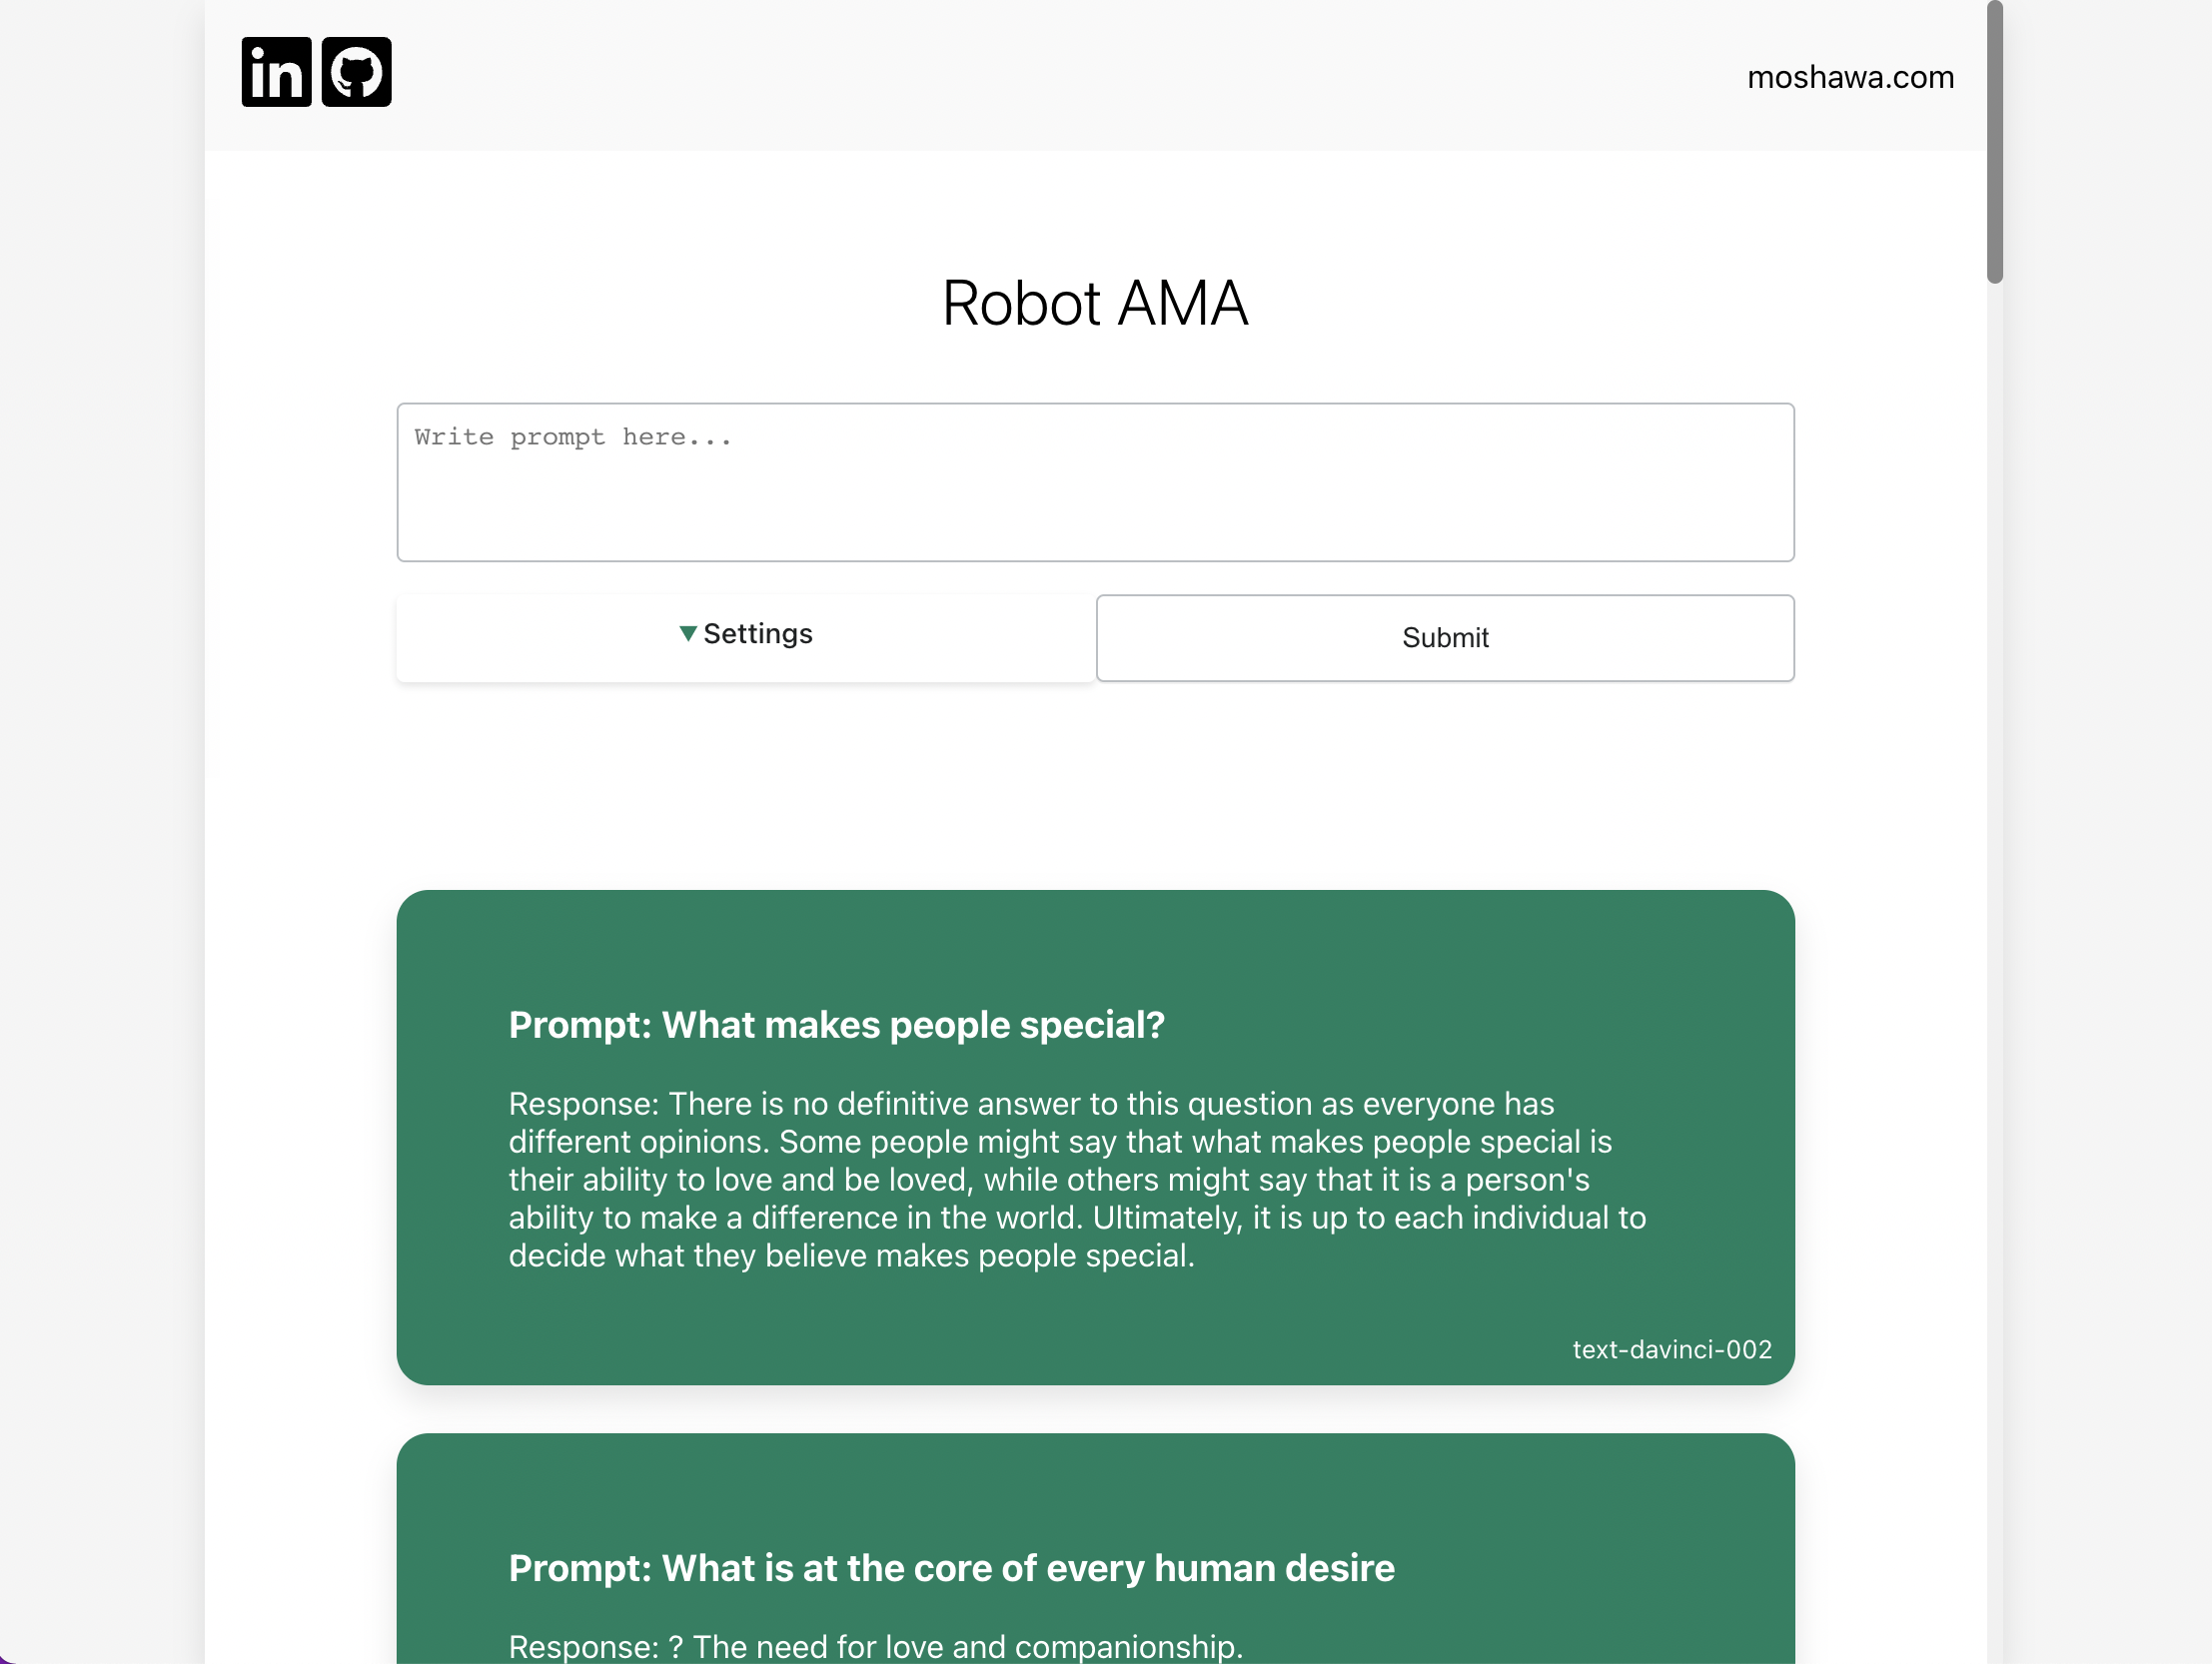 in
moshawa.com
Robot AMA
Write prompt here...
▼Settings
Submit
Prompt: What makes people special?
Response: There is no definitive answer to this question as everyone has
different opinions. Some people might say that what makes people special is
their ability to love and be loved, while others might say that it is a person's
ability to make a difference in the world. Ultimately, it is up to each individual to
decide what they believe makes people special.
text-davinci-002
Prompt: What is at the core of every human desire
Response: ? The need for love and companionship.